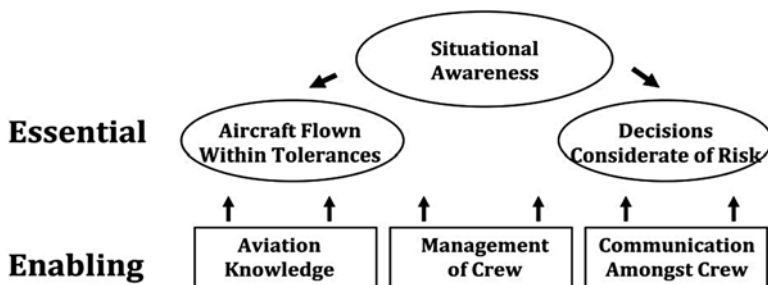 Situational
Awareness
Essential
Aircraft Flown
Within Tolerances
Decisions
Considerate of Risk
Enabling
Aviation
Knowledge
Management
of Crew
Communication
Amongst Crew